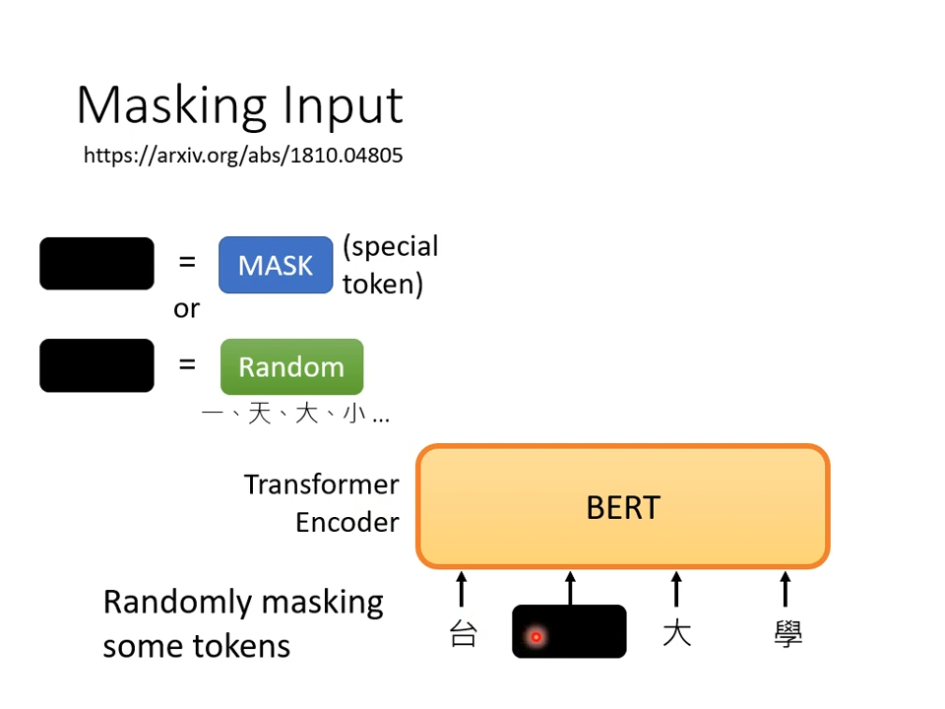 Masking Input
https://arxiv.org/abs/1810.04805
= MASK (special
token)
or
= Random
一、天、大、小 ...
Transformer
Encoder
BERT
Randomly masking
some tokens
台 大 學